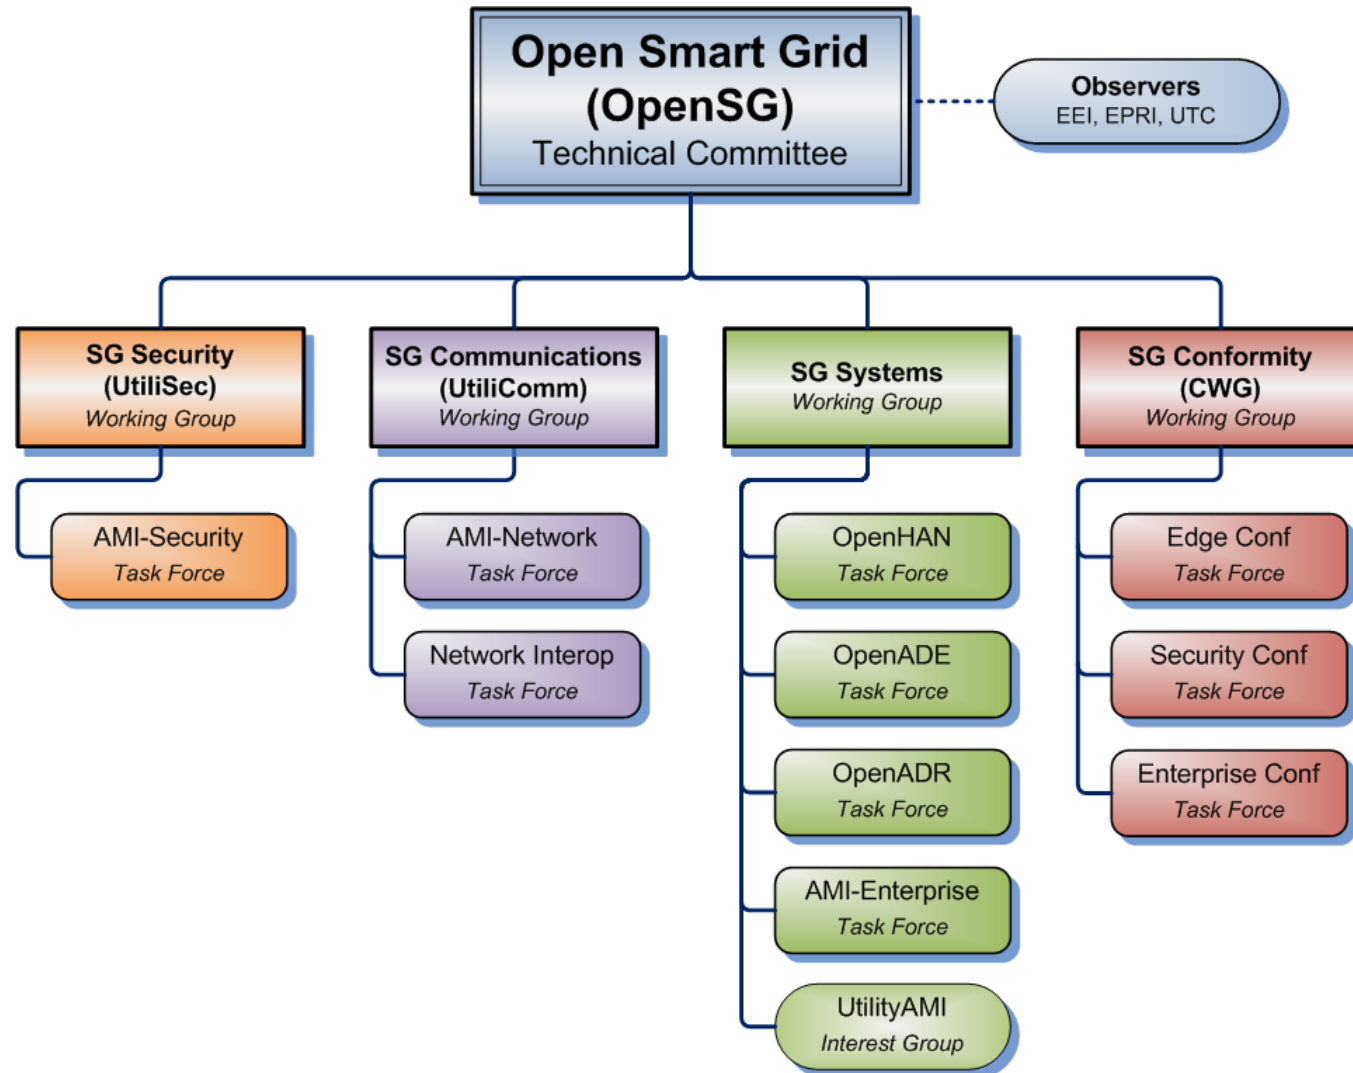 Open Smart Grid
(OpenSG)
Technical Committee
Observers
EEI, EPRI, UTC
SG Security
(UtiliSec)
Working Group
SG Communications
(UtiliComm)
Working Group
SG Systems
Working Group
SG Conformity
(CWG)
Working Group
AMI-Security
Task Force
AMI-Network
Task Force
Network Interop
Task Force
OpenHAN
Task Force
OpenADE
Task Force
OpenADR
Task Force
AMI-Enterprise
Task Force
UtilityAMI
Interest Group
Edge Conf
Task Force
Security Conf
Task Force
Enterprise Conf
Task Force